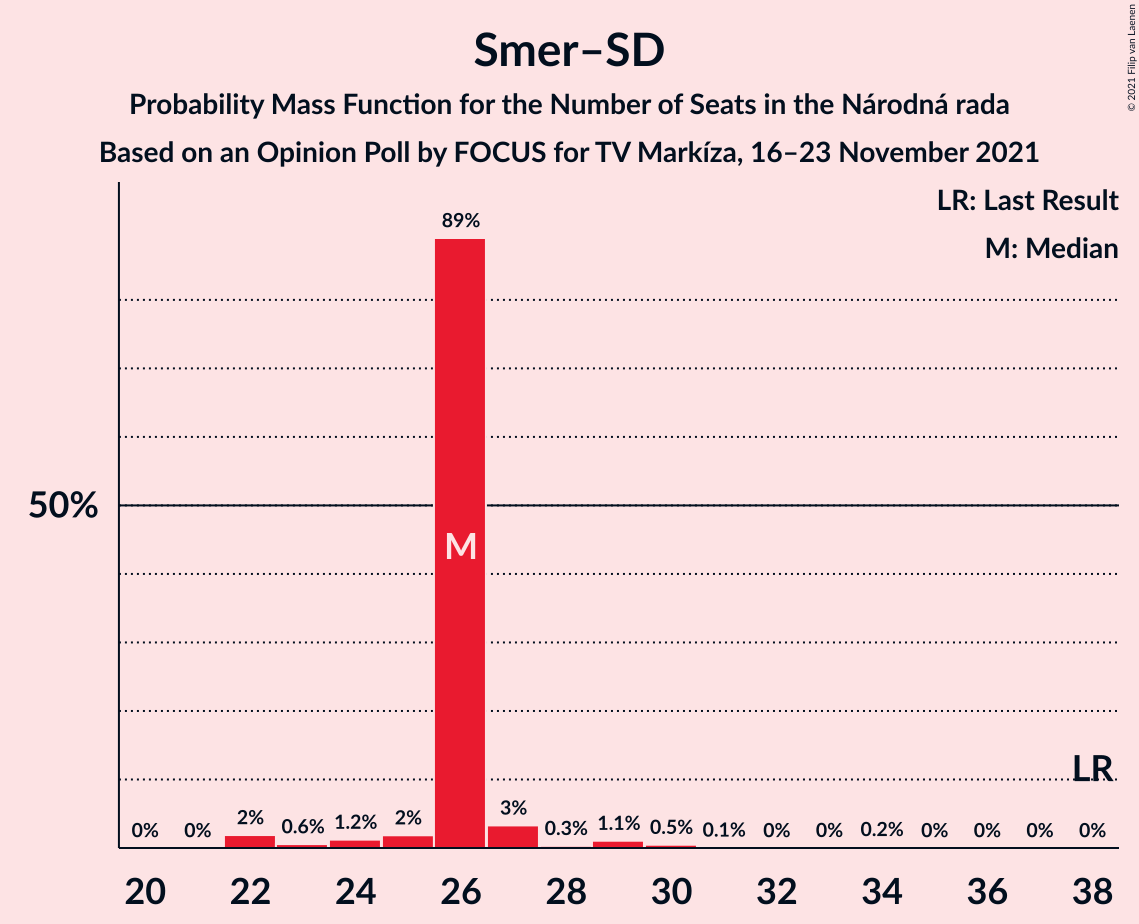 Smer–SD
Probability Mass Function for the Number of Seats in the Národná rada
Based on an Opinion Poll by FOCUS for TV Markíza, 16–23 November 2021
© 2021 Filip van Laenen
LR: Last Result
M: Median
89%
50%
M
LR
0% 0% 2% 0.6% 1.2% 2% 3% 0.3% 1.1% 0.5% 0.1% 0% 0% 0.2% 0% 0% 0% 0%
20 22 24 26 28 30 32 34 36 38